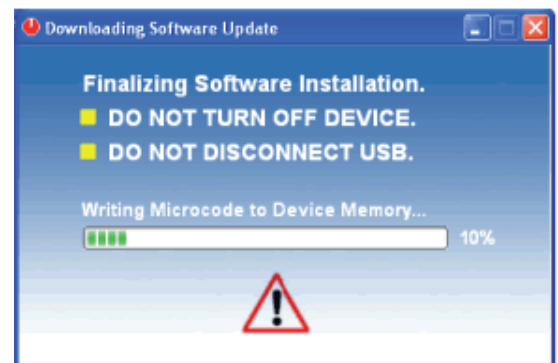 Downloading Software Update
Finalizing Software Installation.
DO NOT TURN OFF DEVICE.
DO NOT DISCONNECT USB.
Writing Microcode to Device Memory...
10%